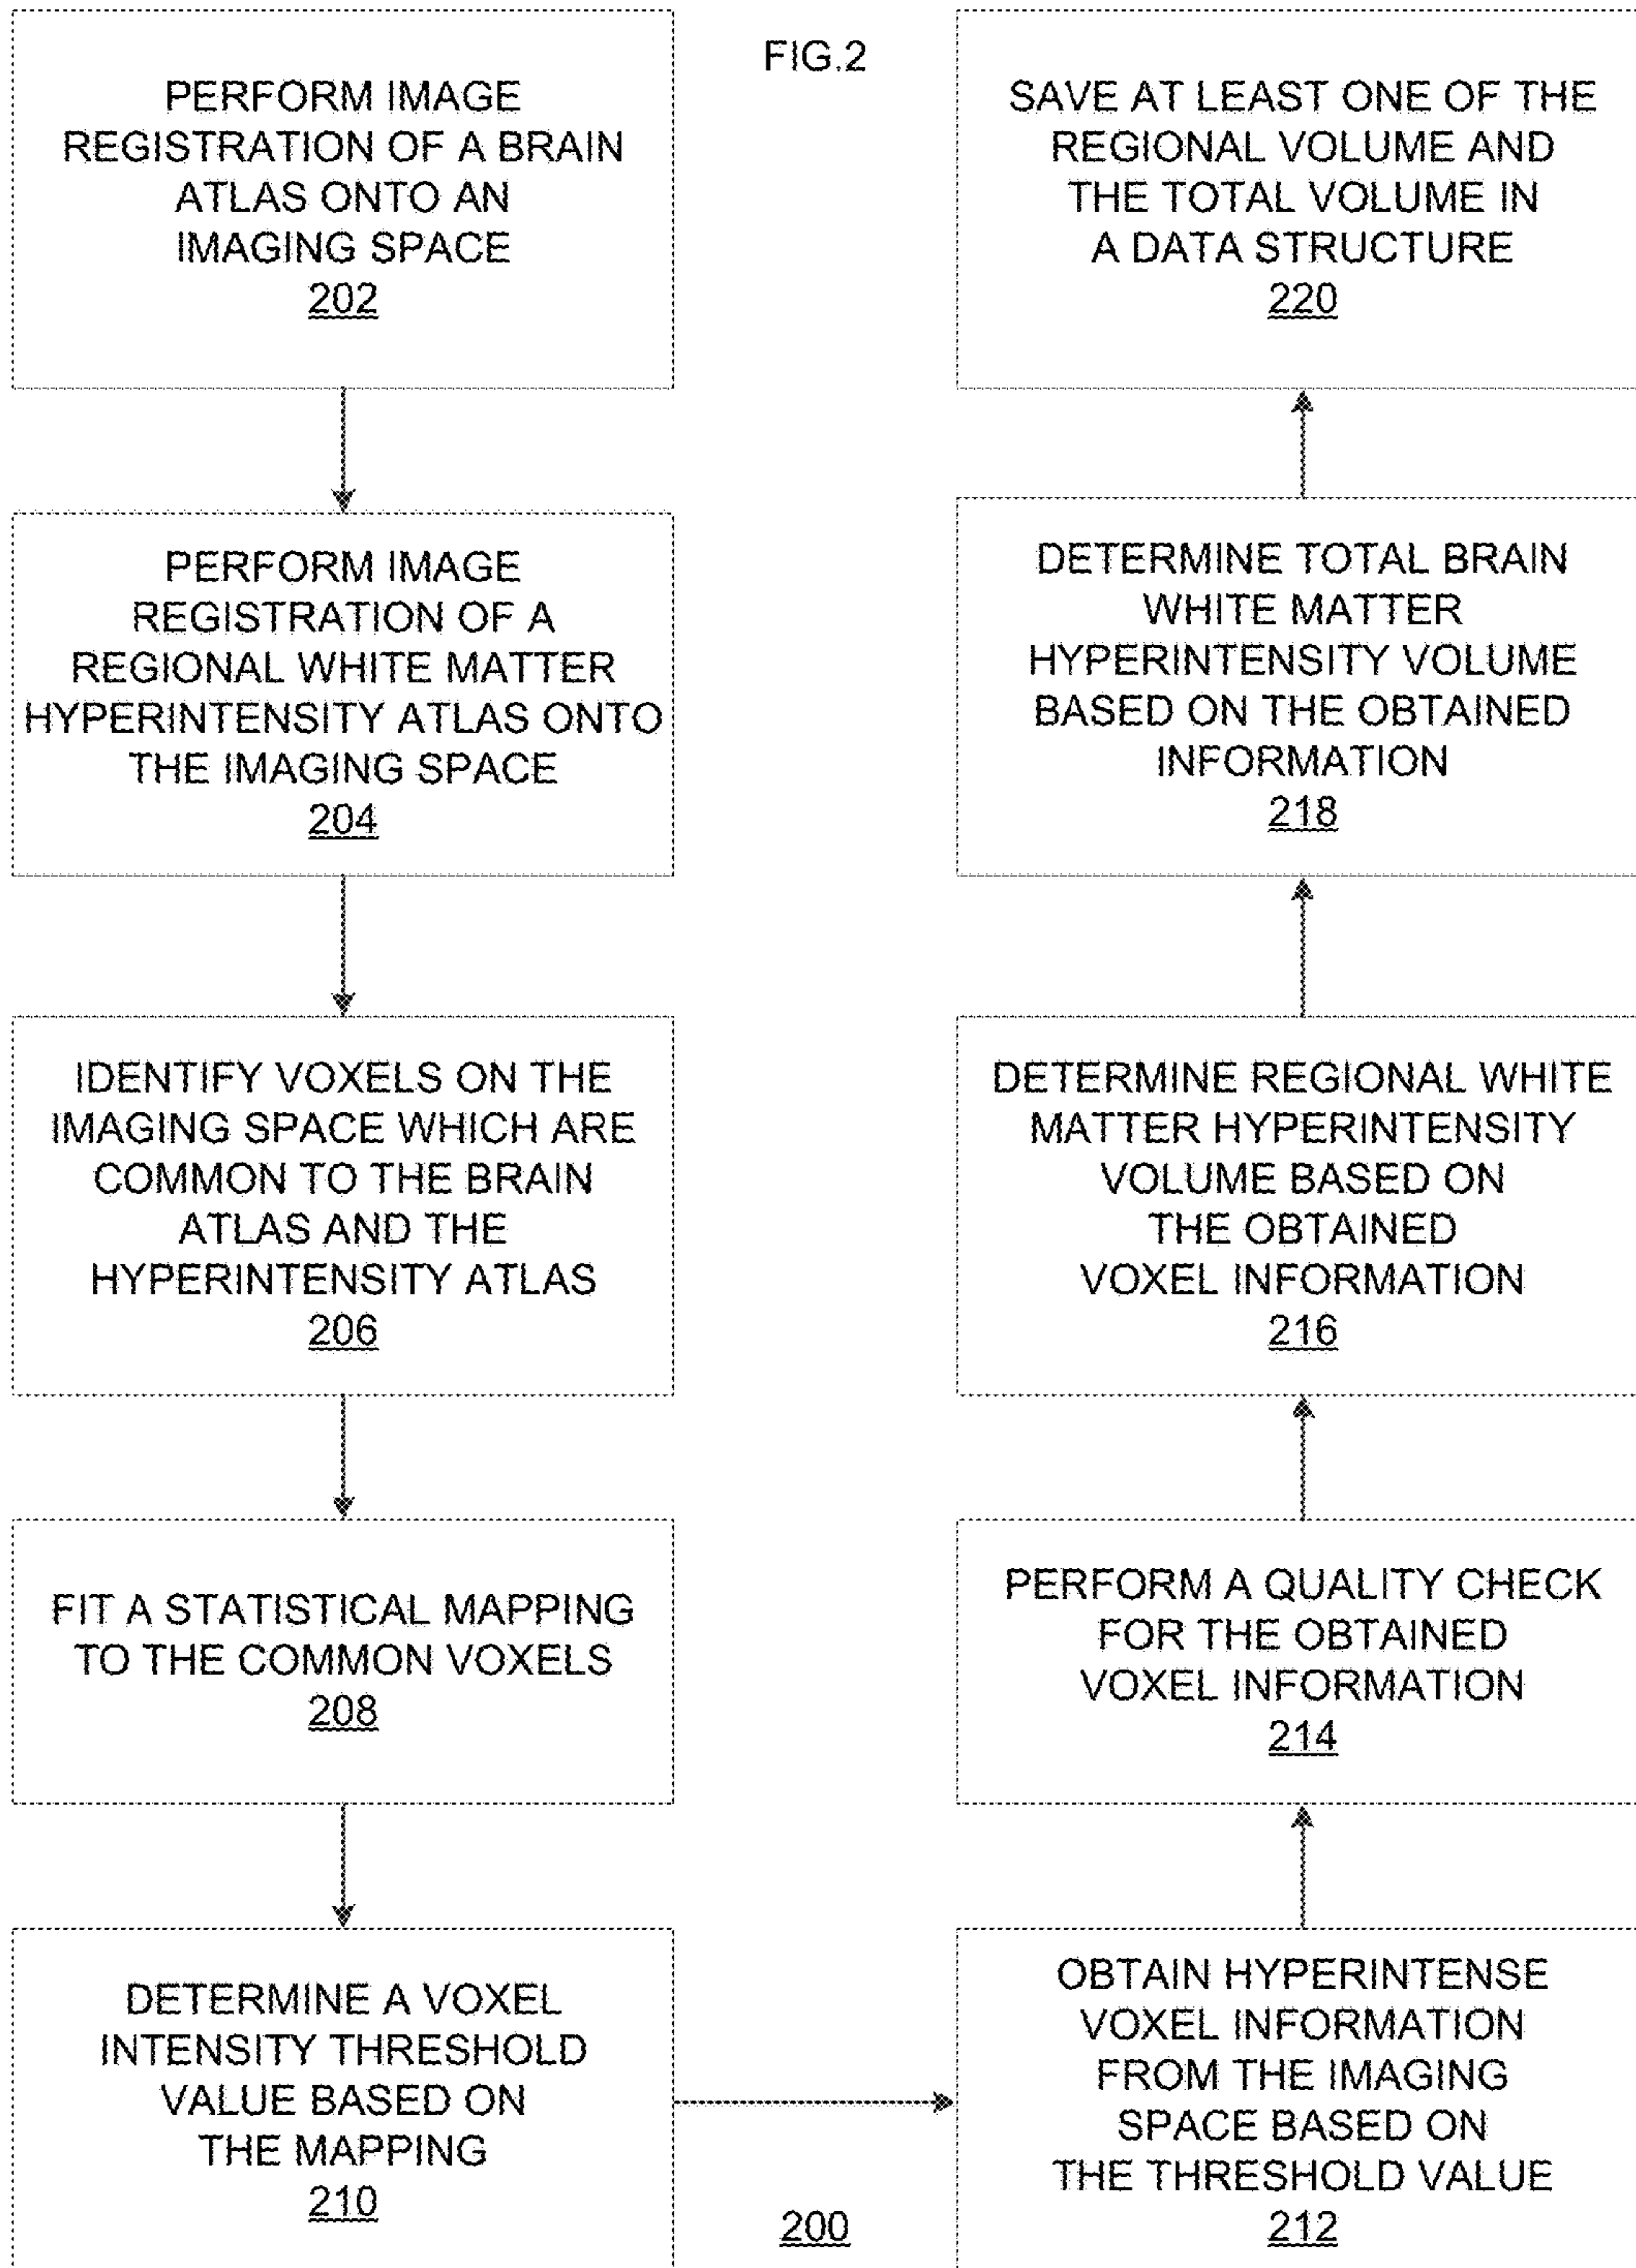 FIG.2
PERFORM IMAGE
REGISTRATION OF A BRAIN
ATLAS ONTO AN
IMAGING SPACE
202
PERFORM IMAGE
REGISTRATION OF A
REGIONAL WHITE MATTER
HYPERINTENSITY ATLAS ONTO
THE IMAGING SPACE
204
IDENTIFY VOXELS ON THE
IMAGING SPACE WHICH ARE
COMMON TO THE BRAIN
ATLAS AND THE
HYPERINTENSITY ATLAS
206
FIT A STATISTICAL MAPPING
TO THE COMMON VOXELS
208
DETERMINE A VOXEL
INTENSITY THRESHOLD
VALUE BASED ON
THE MAPPING
210
OBTAIN HYPERINTENSE
VOXEL INFORMATION
FROM THE IMAGING
SPACE BASED ON
THE THRESHOLD VALUE
212
PERFORM A QUALITY CHECK
FOR THE OBTAINED
VOXEL INFORMATION
214
DETERMINE REGIONAL WHITE
MATTER HYPERINTENSITY
VOLUME BASED ON
THE OBTAINED
VOXEL INFORMATION
216
DETERMINE TOTAL BRAIN
WHITE MATTER
HYPERINTENSITY VOLUME
BASED ON THE OBTAINED
INFORMATION
218
SAVE AT LEAST ONE OF THE
REGIONAL VOLUME AND
THE TOTAL VOLUME IN
A DATA STRUCTURE
220
200